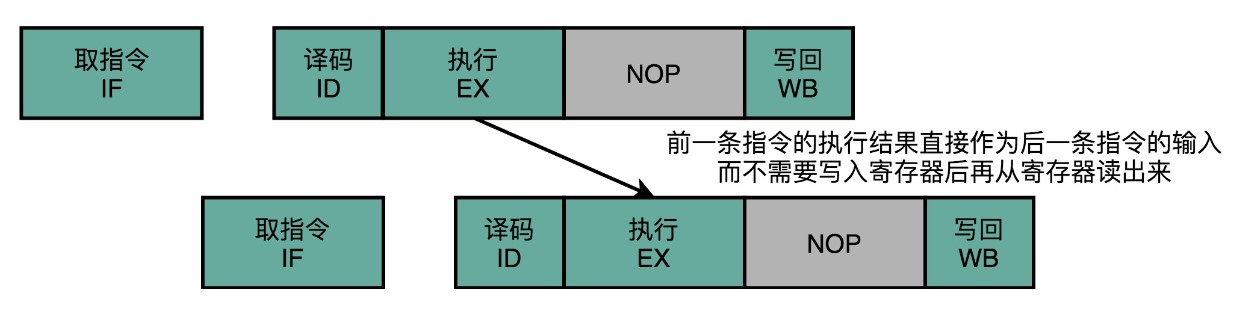 取指令
IF
译码
ID
执行
EX
NOP
写回
WB
前一条指令的执行结果直接作为后一条指令的输入
而不需要写入寄存器后再从寄存器读出来
取指令
IF
译码
ID
执行
EX
NOP
写回
WB